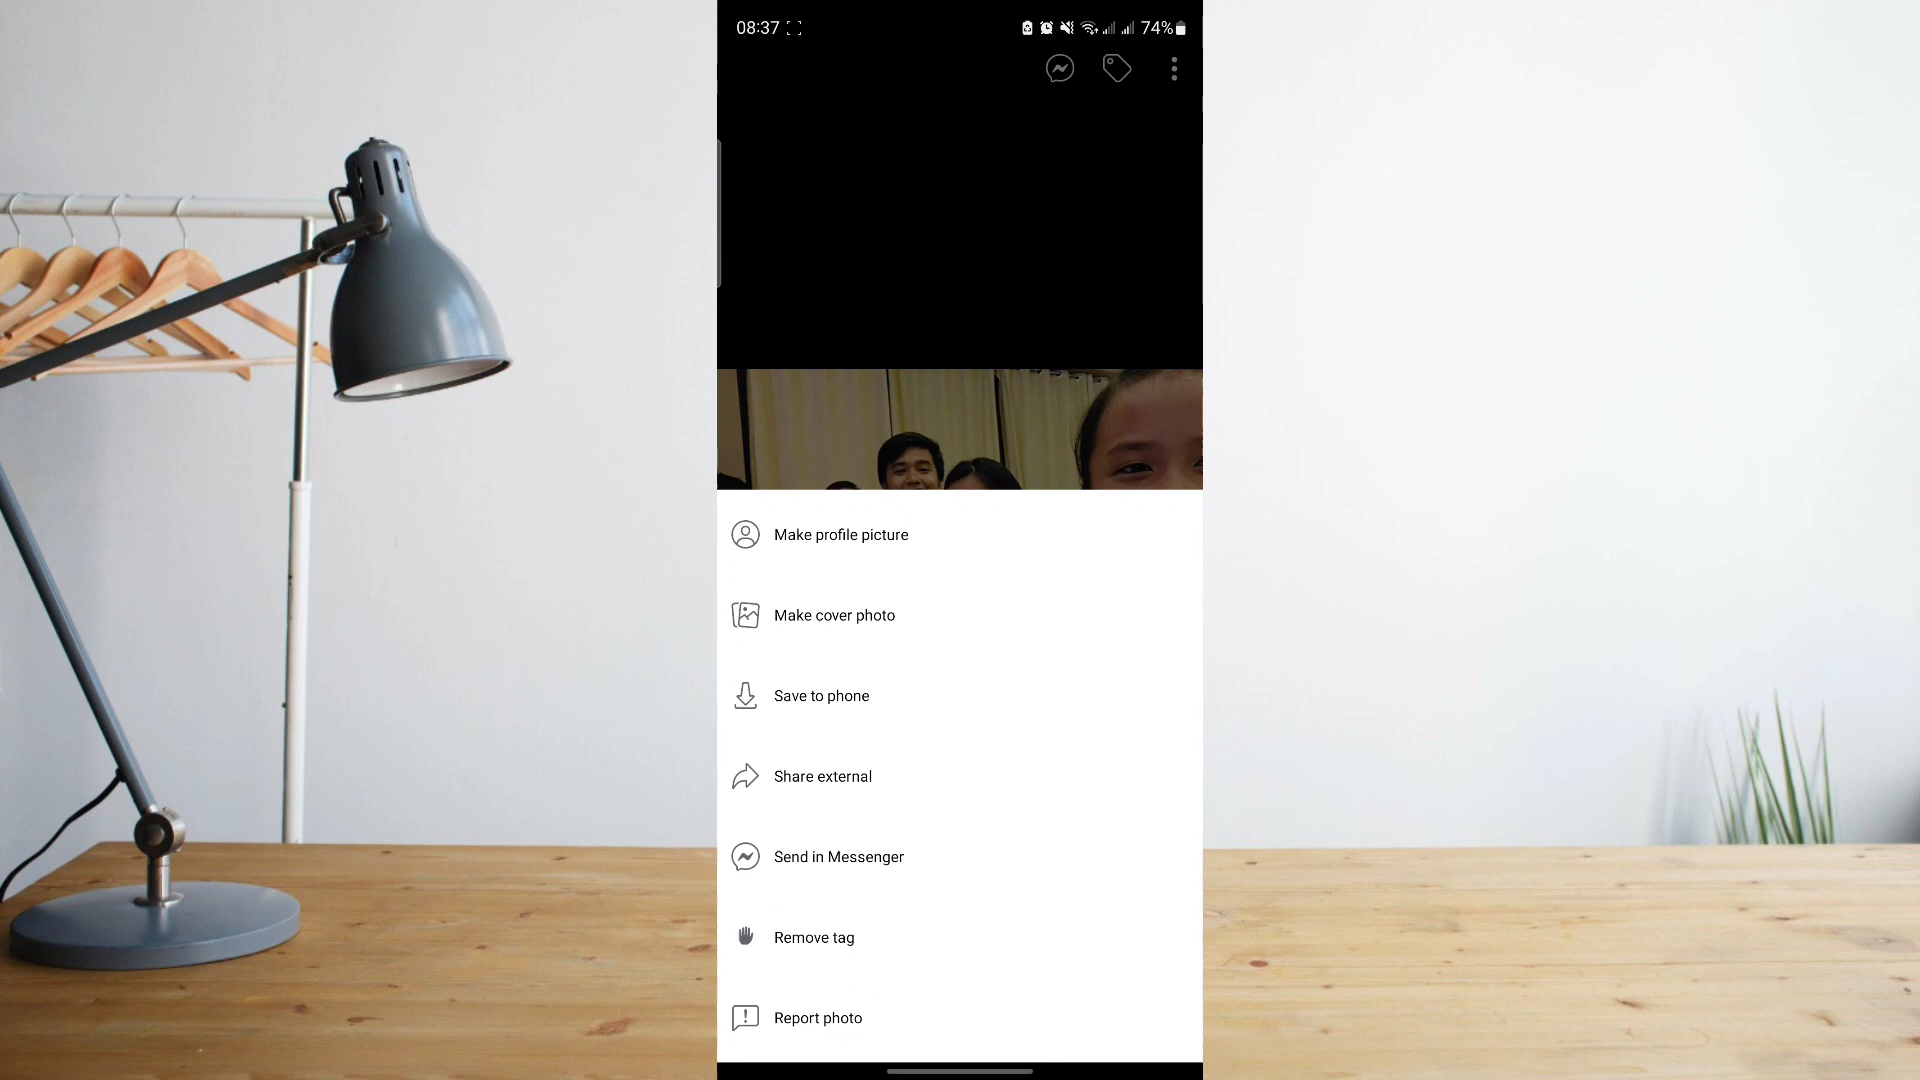 08:37
74%
Make profile picture
Make cover photo
Save to phone
Share external
Send in Messenger
Remove tag
Report photo